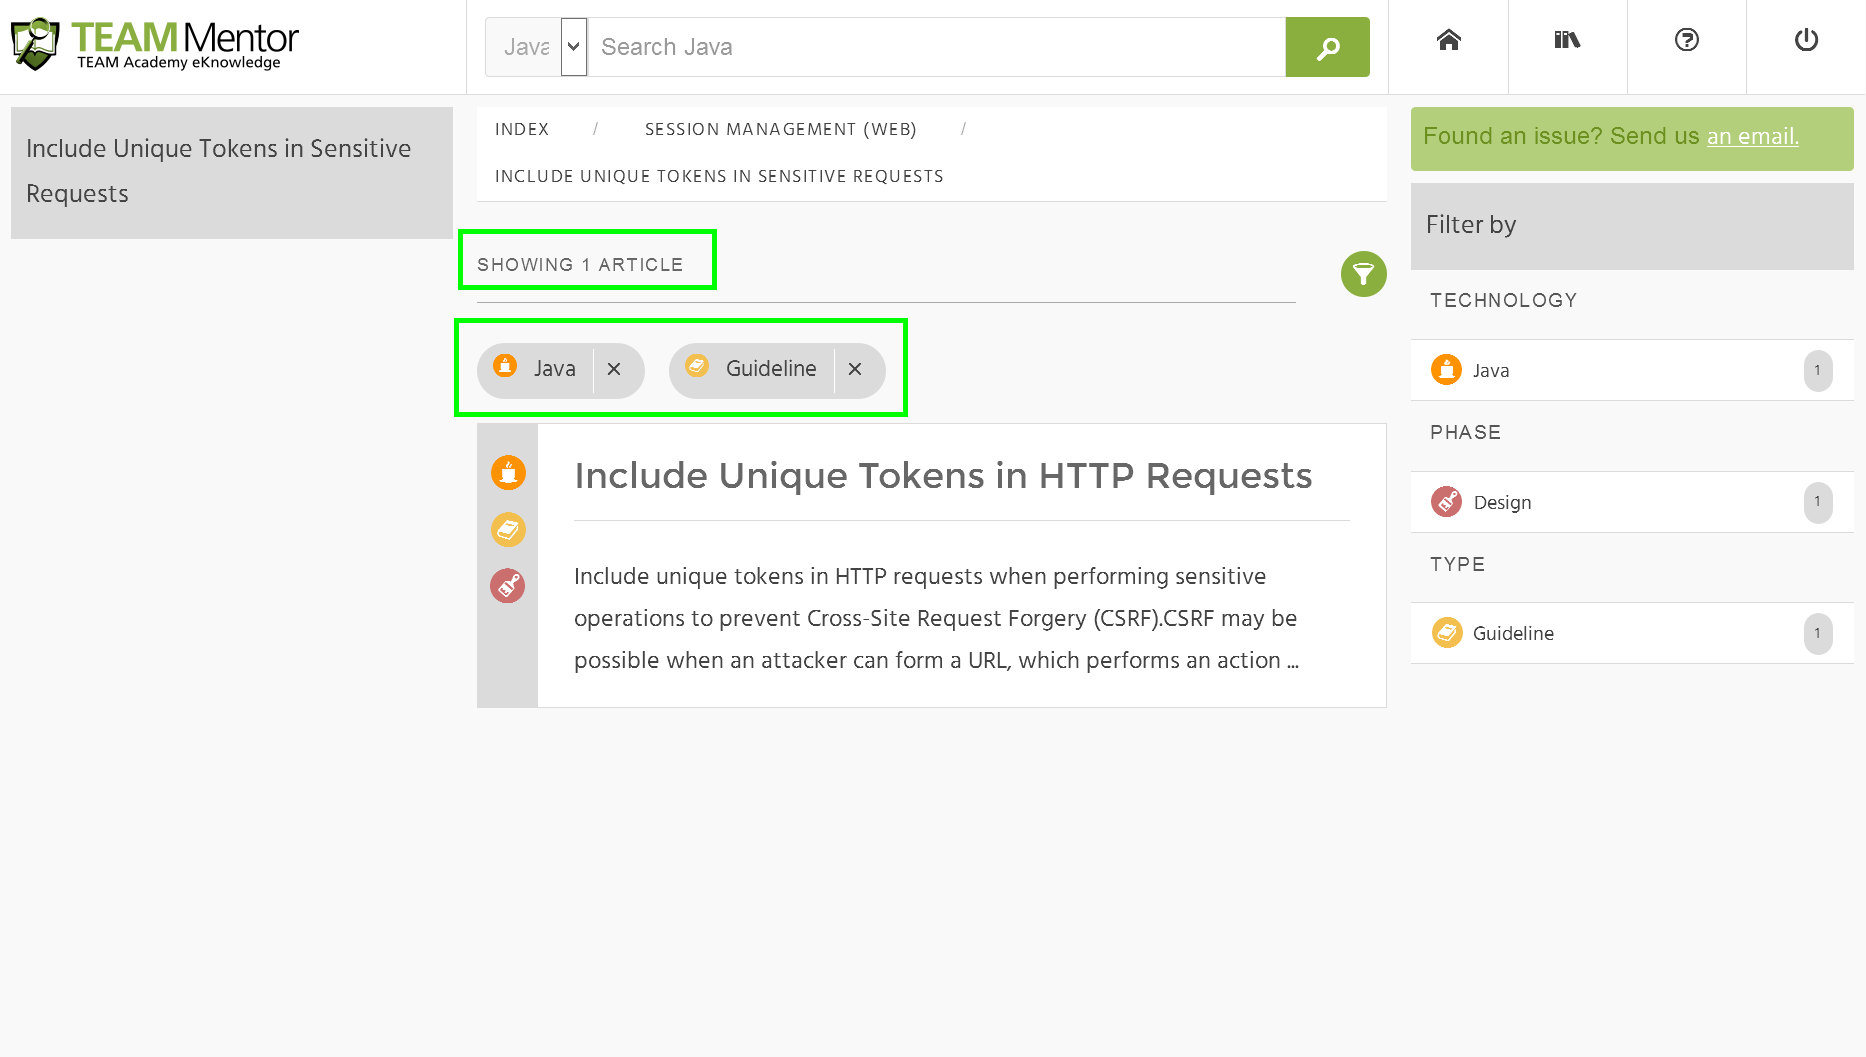 TEAM Mentor
TEAM Academy eKnowledge
Java
Search Java
Include Unique Tokens in Sensitive
Requests
INDEX / SESSION MANAGEMENT (WEB) /
INCLUDE UNIQUE TOKENS IN SENSITIVE REQUESTS
SHOWING 1 ARTICLE
Java ×
Guideline ×
Include Unique Tokens in HTTP Requests
Include unique tokens in HTTP requests when performing sensitive
operations to prevent Cross-Site Request Forgery (CSRF).CSRF may be
possible when an attacker can form a URL, which performs an action ...
Found an issue? Send us an email.
Filter by
TECHNOLOGY
Java 1
PHASE
Design 1
TYPE
Guideline 1